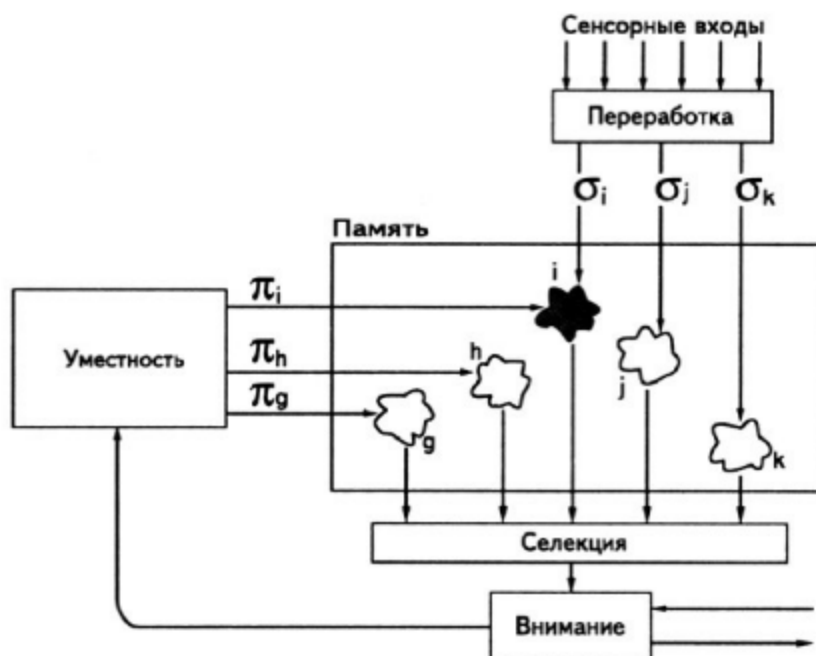 Сенсорные входы
Переработка
σi σj σk
Память
πi
i
Уместность
πh
h
j
πg
g
k
Селекция
Внимание